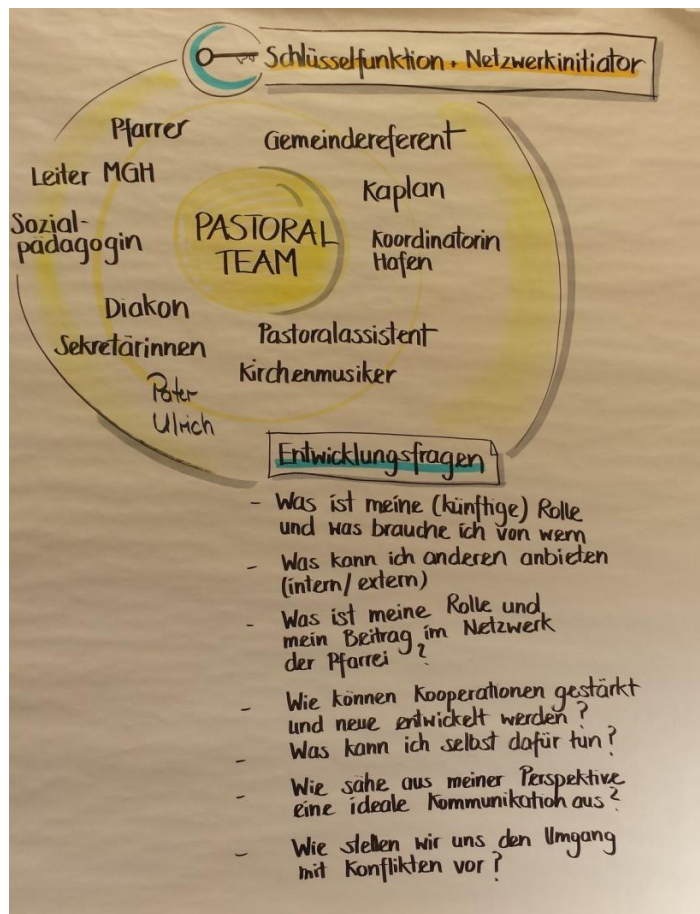 Schlüsselfunktion + Netzwerkinitiator
Pfarrer
Gemeindereferent
Leiter MGH
Kaplan
Sozial-
pädagogin
PASTORAL
TEAM
Koordinatorin
Hafen
Diakon
Sekretärinnen
Pastoralassistent
Kirchenmusiker
Pater
Ulrich
Entwicklungsfragen
- Was ist meine (künftige) Rolle
und was brauche ich von wem
- Was kann ich anderen anbieten
(intern/extern)
- Was ist meine Rolle und
mein Beitrag im Netzwerk
der Pfarrei?
- Wie können Kooperationen gestärkt
und neue entwickelt werden?
- Was kann ich selbst dafür tun?
- Wie sähe aus meiner Perspektive
eine ideale Kommunikation aus?
- Wie stellen wir uns den Umgang
mit Konflikten vor?